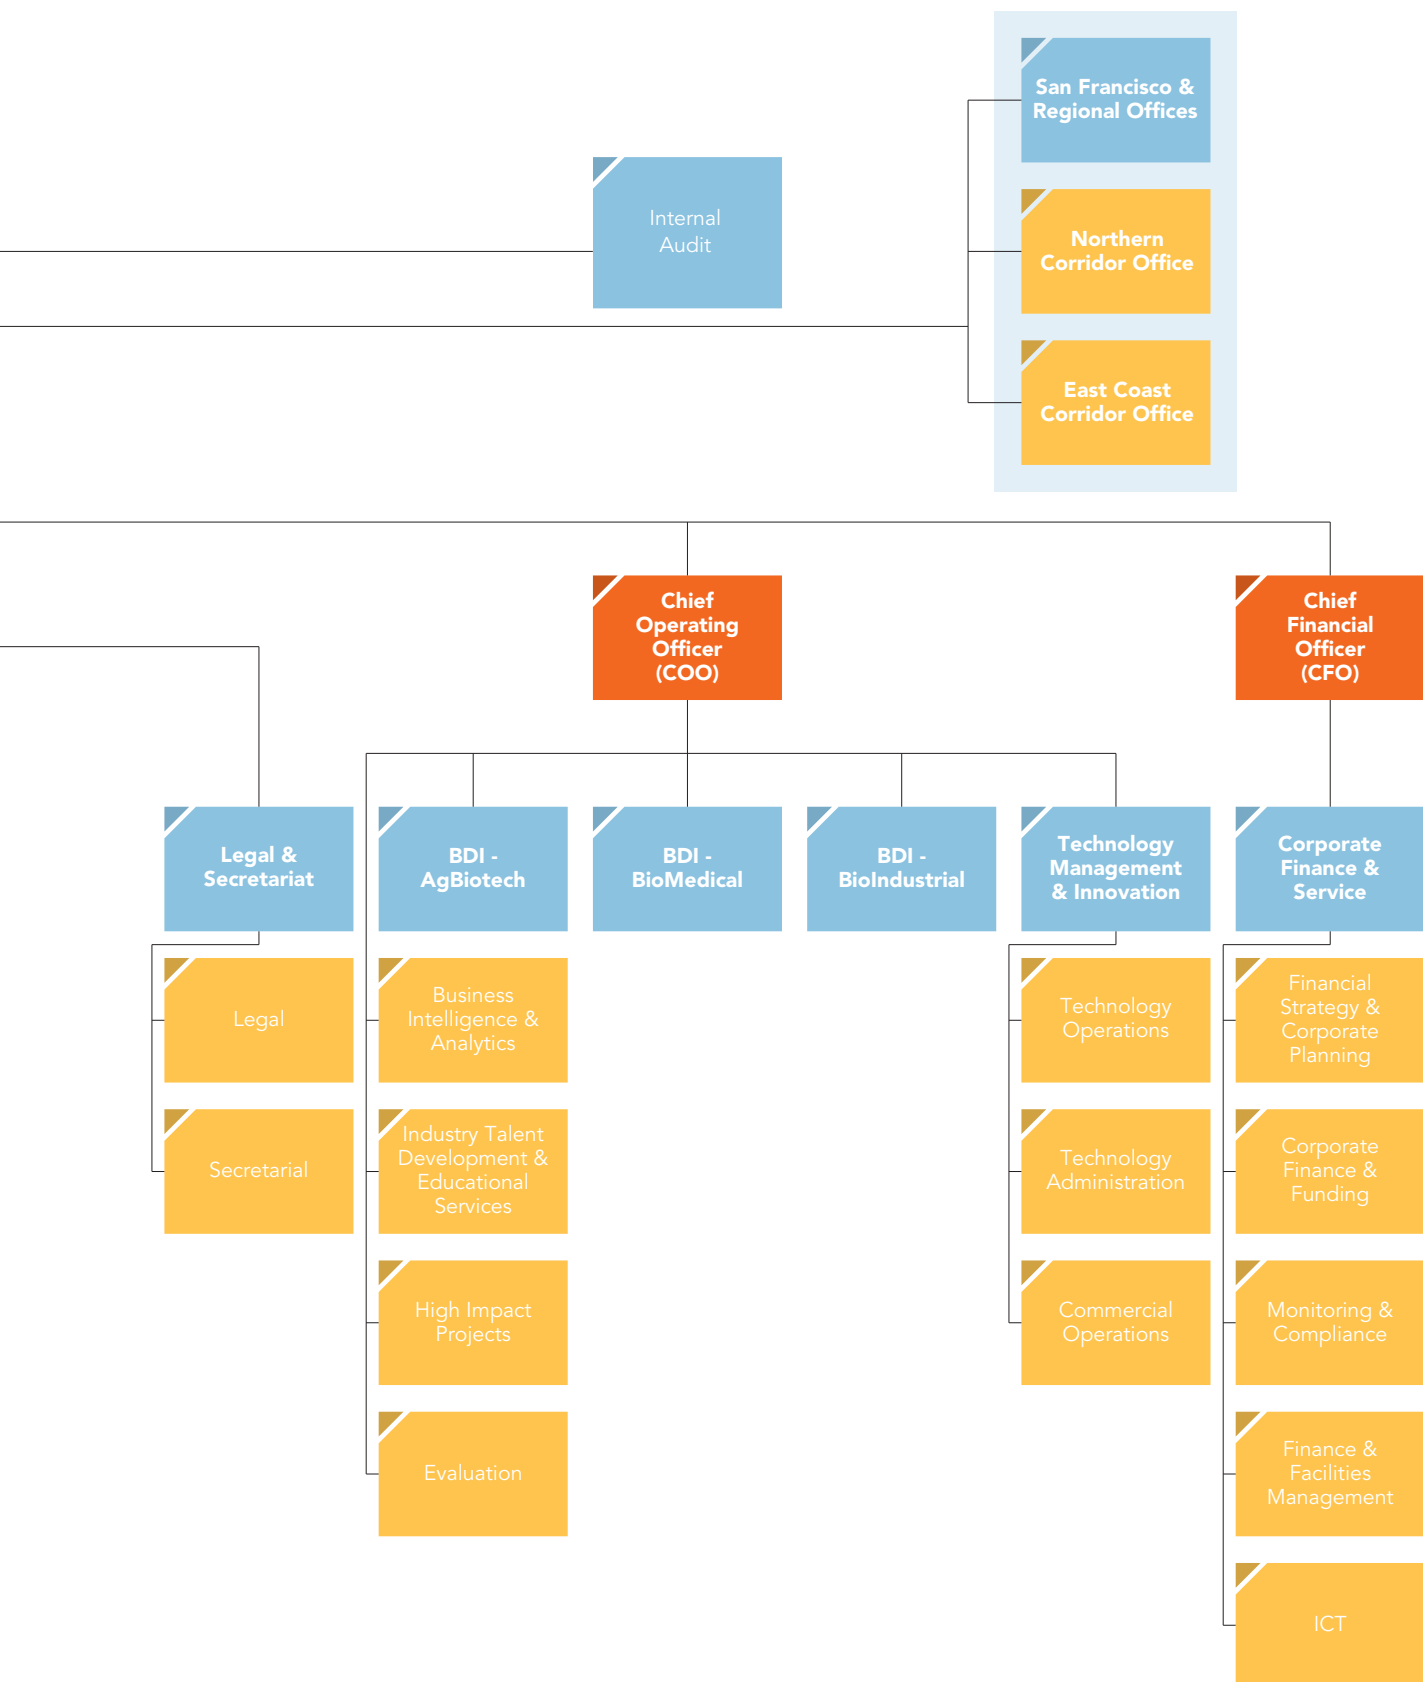 San Francisco &
Regional Offices
Internal
Audit
Northern
Corridor Office
East Coast
Corridor Office
Chief
Operating
Officer
(COO)
Chief
Financial
Officer
(CFO)
Legal &
Secretariat
BDI -
AgBiotech
BDI -
BioMedical
BDI -
BioIndustrial
Technology
Management
& Innovation
Corporate
Finance &
Service
Legal
Secretarial
Business
Intelligence &
Analytics
Industry Talent
Development &
Educational
Services
High Impact
Projects
Evaluation
Technology
Operations
Technology
Administration
Commercial
Operations
Financial
Strategy &
Corporate
Planning
Corporate
Finance &
Funding
Monitoring &
Compliance
Finance &
Facilities
Management
ICT